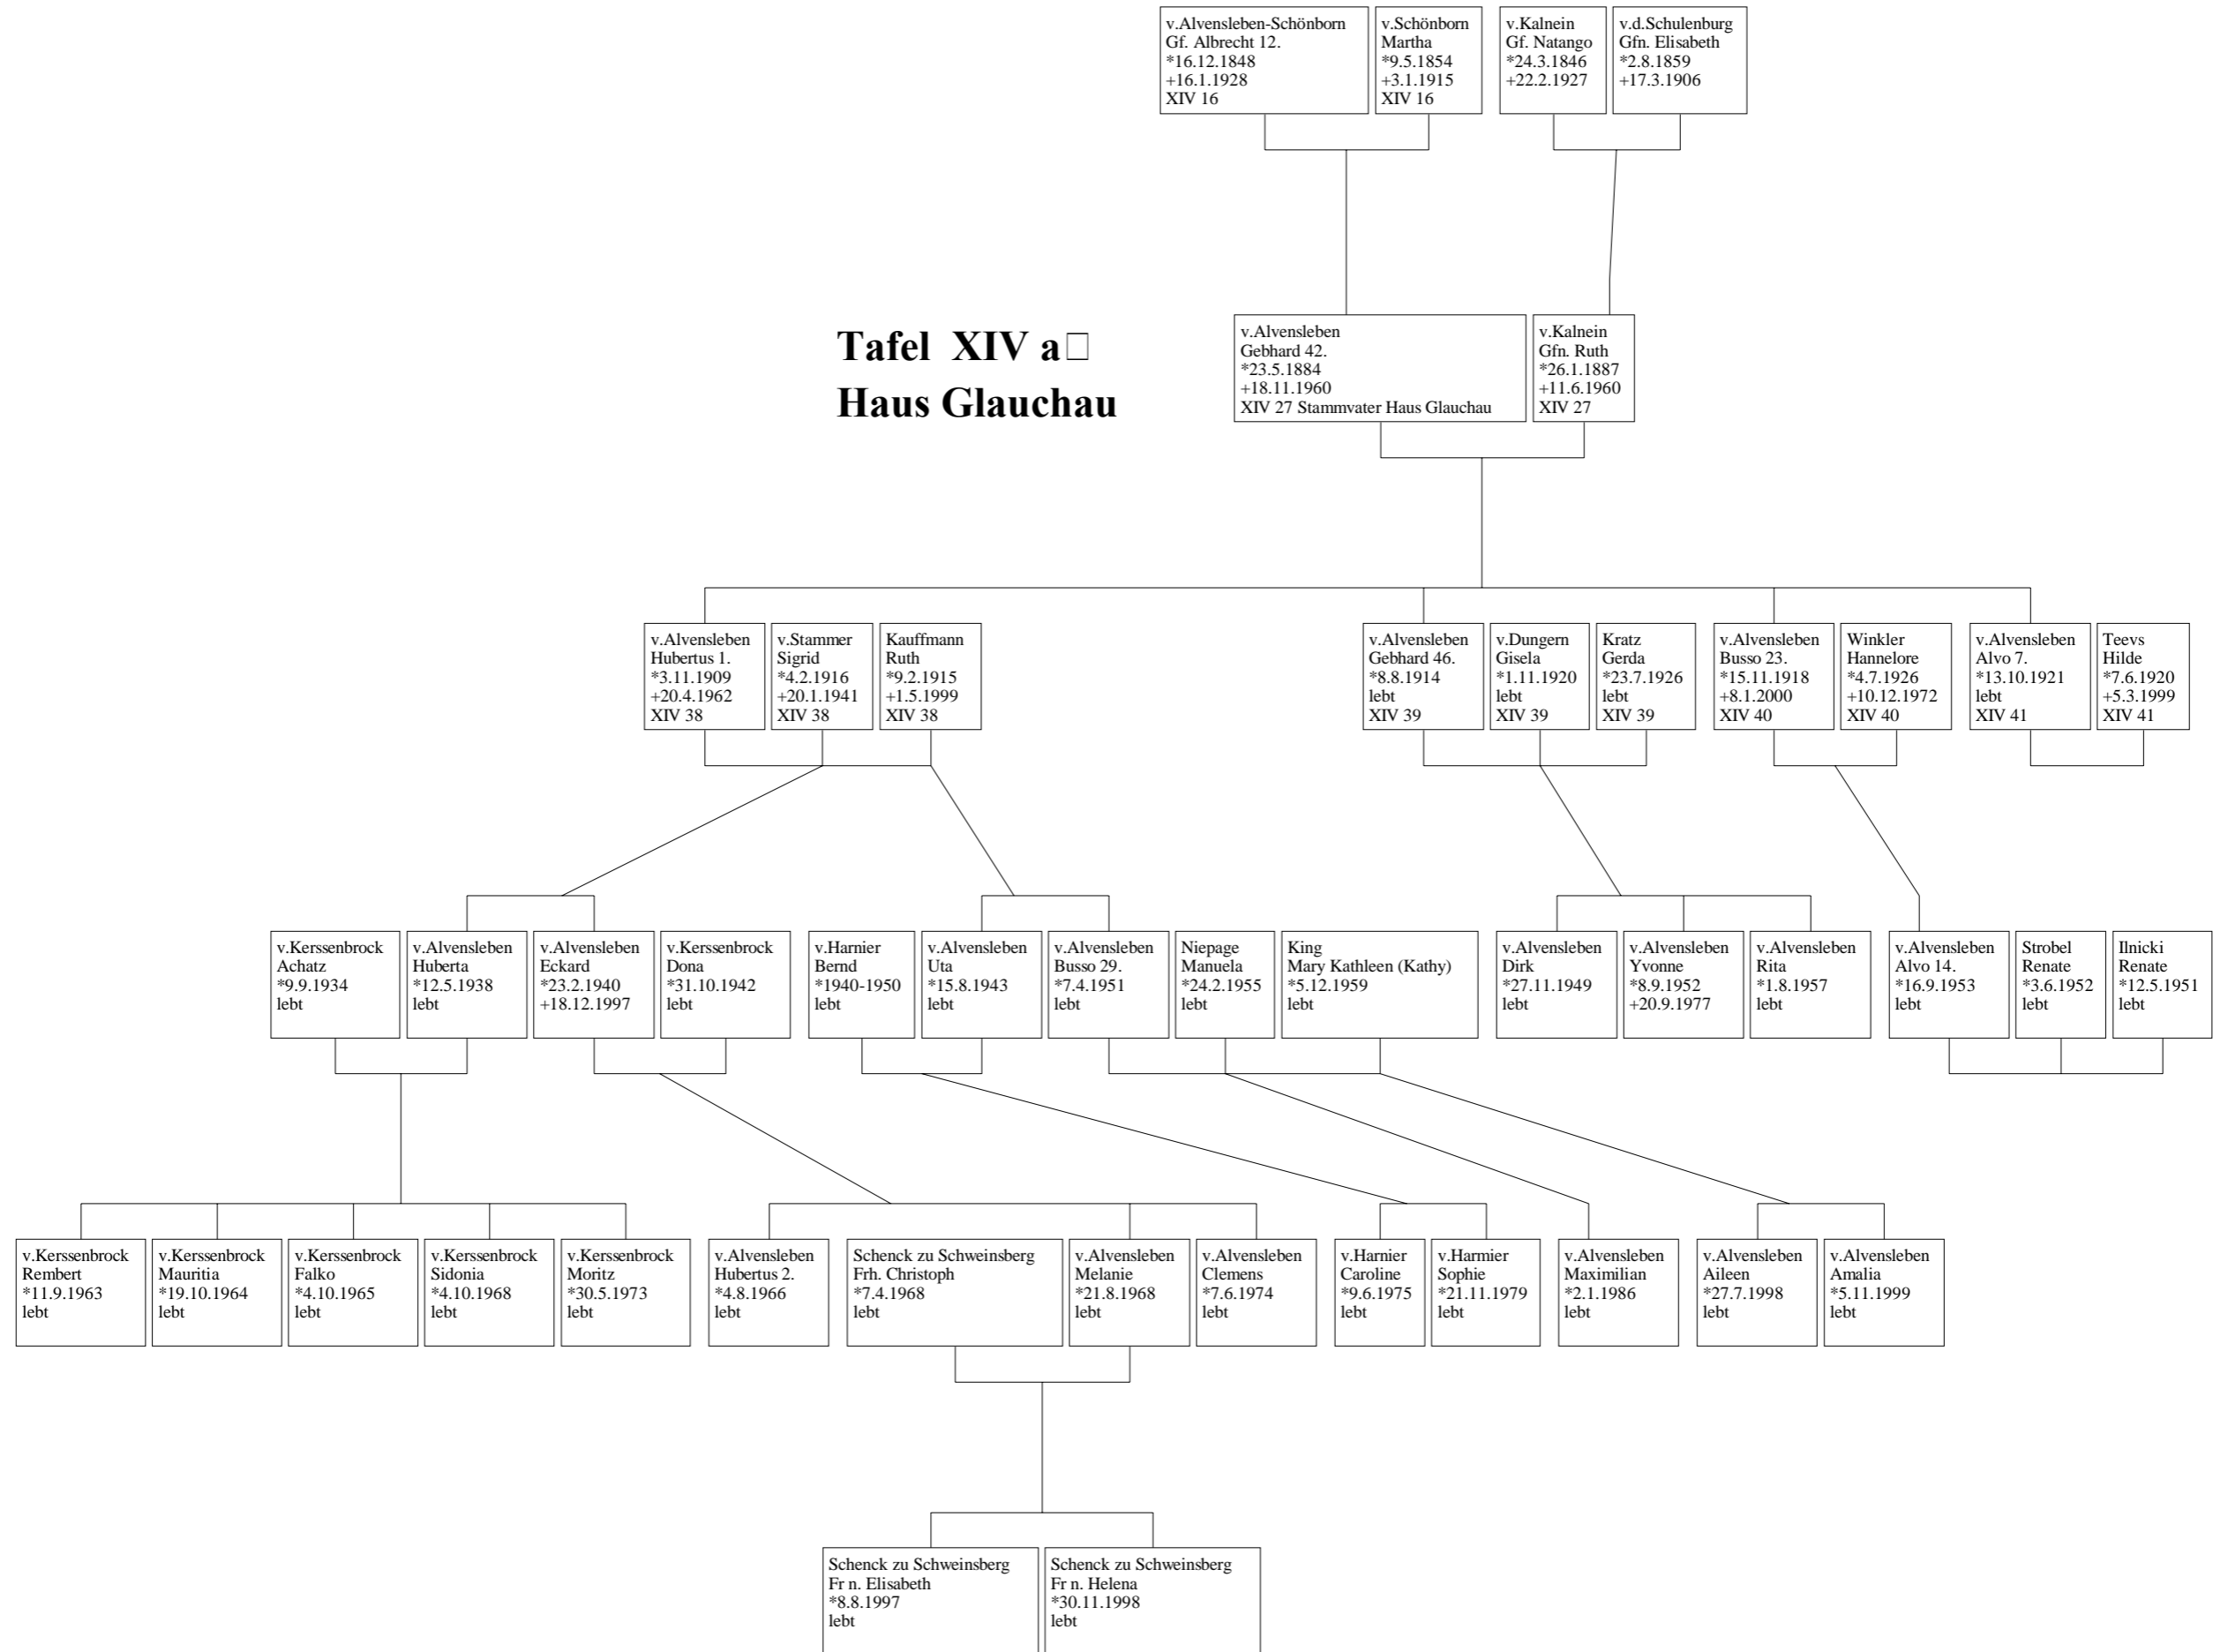 v.Alvensleben-Schönborn
Gf. Albrecht 12.
*16.12.1848
+16.1.1928
XIV 16
v.Schönborn
Martha
*9.5.1854
+3.1.1915
XIV 16
v.Kalnein
Gf. Natango
*24.3.1846
+22.2.1927
v.d.Schulenburg
Gfn. Elisabeth
*2.8.1859
+17.3.1906
Tafel XIV a□
Haus Glauchau
v.Alvensleben
Gebhard 42.
*23.5.1884
+18.11.1960
XIV 27 Stammvater Haus Glauchau
v.Kalnein
Gfn. Ruth
*26.1.1887
+11.6.1960
XIV 27
v.Alvensleben
Hubertus 1.
*3.11.1909
+20.4.1962
XIV 38
v.Stammer
Sigrid
*4.2.1916
+20.1.1941
XIV 38
Kauffmann
Ruth
*9.2.1915
+1.5.1999
XIV 38
v.Alvensleben
Gebhard 46.
*8.8.1914
lebt
XIV 39
v.Dungern
Gisela
*1.11.1920
lebt
XIV 39
Kratz
Gerda
*23.7.1926
lebt
XIV 39
v.Alvensleben
Busso 23.
*15.11.1918
+8.1.2000
XIV 40
Winkler
Hannelore
*4.7.1926
+10.12.1972
XIV 40
v.Alvensleben
Alvo 7.
*13.10.1921
lebt
XIV 41
Teevs
Hilde
*7.6.1920
+5.3.1999
XIV 41
v.Kerssenbrock
Achatz
*9.9.1934
lebt
v.Alvensleben
Huberta
*12.5.1938
lebt
v.Alvensleben
Eckard
*23.2.1940
+18.12.1997
v.Kerssenbrock
Dona
*31.10.1942
lebt
v.Harnier
Bernd
*1940-1950
lebt
v.Alvensleben
Uta
*15.8.1943
lebt
v.Alvensleben
Busso 29.
*7.4.1951
lebt
Niepage
Manuela
*24.2.1955
lebt
King
Mary Kathleen (Kathy)
*5.12.1959
lebt
v.Alvensleben
Dirk
*27.11.1949
lebt
v.Alvensleben
Yvonne
*8.9.1952
+20.9.1977
v.Alvensleben
Rita
*1.8.1957
lebt
v.Alvensleben
Alvo 14.
*16.9.1953
lebt
Strobel
Renate
*3.6.1952
lebt
Ilnicki
Renate
*12.5.1951
lebt
v.Kerssenbrock
Rembert
*11.9.1963
lebt
v.Kerssenbrock
Mauritia
*19.10.1964
lebt
v.Kerssenbrock
Falko
*4.10.1965
lebt
v.Kerssenbrock
Sidonia
*4.10.1968
lebt
v.Kerssenbrock
Moritz
*30.5.1973
lebt
v.Alvensleben
Hubertus 2.
*4.8.1966
lebt
Schenck zu Schweinsberg
Frh. Christoph
*7.4.1968
lebt
v.Alvensleben
Melanie
*21.8.1968
lebt
v.Alvensleben
Clemens
*7.6.1974
lebt
v.Harnier
Caroline
*9.6.1975
lebt
v.Harmier
Sophie
*21.11.1979
lebt
v.Alvensleben
Maximilian
*2.1.1986
lebt
v.Alvensleben
Aileen
*27.7.1998
lebt
v.Alvensleben
Amalia
*5.11.1999
lebt
Schenck zu Schweinsberg
Fr n. Elisabeth
*8.8.1997
lebt
Schenck zu Schweinsberg
Fr n. Helena
*30.11.1998
lebt